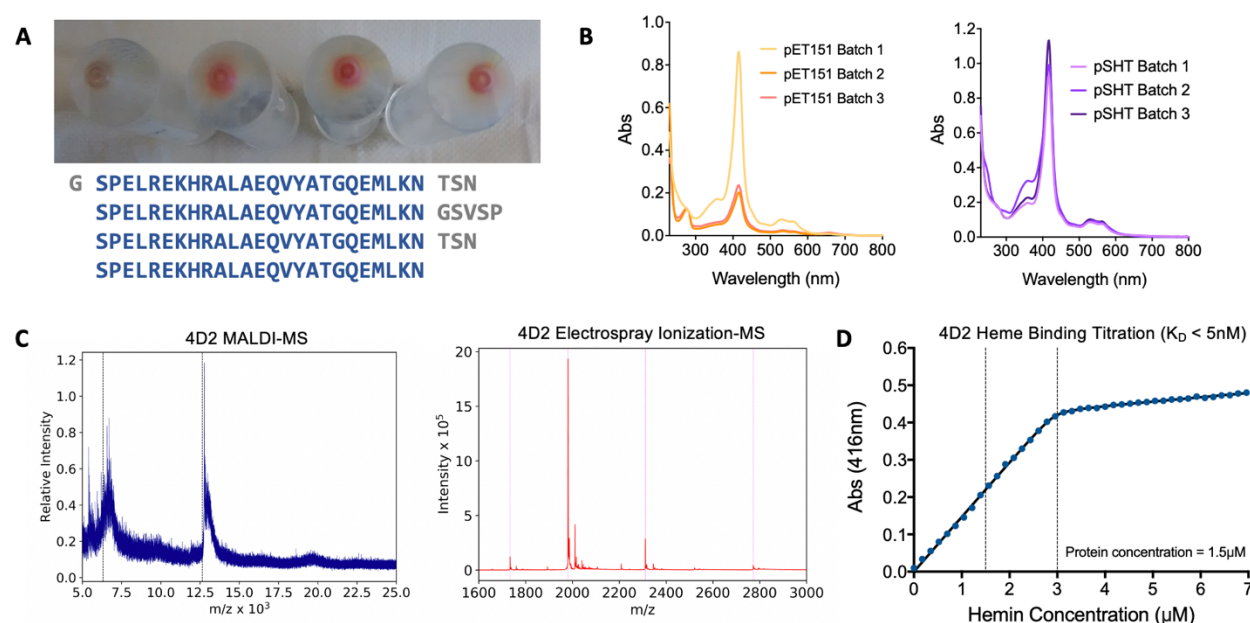 A
G SPELREKHRALAEQVYATGQEMLKN TSN
SPELREKHRALAEQVYATGQEMLKN GSVSP
SPELREKHRALAEQVYATGQEMLKN TSN
SPELREKHRALAEQVYATGQEMLKN
B
1.0
0.8
0.6
0.4
0.2
0.0
Abs
300 400 500 600 700 800
Wavelength (nm)
pET151 Batch 1
pET151 Batch 2
pET151 Batch 3
1.2
1.0
0.8
0.6
0.4
0.2
0.0
Abs
300 400 500 600 700 800
Wavelength (nm)
pSHT Batch 1
pSHT Batch 2
pSHT Batch 3
C
4D2 MALDI-MS
1.2
1.0
0.8
0.6
0.4
0.2
0.0
Relative Intensity
5.0 7.5 10.0 12.5 15.0 17.5 20.0 22.5 25.0
m/z x 10³
4D2 Electrospray Ionization-MS
20
15
10
5
0
Intensity x 10⁵
1600 1800 2000 2200 2400 2600 2800 3000
m/z
D
4D2 Heme Binding Titration (K_D < 5nM)
0.6
0.5
0.4
0.3
0.2
0.1
0.0
Abs (416nm)
Protein concentration = 1.5μM
0 1 2 3 4 5 6 7
Hemin Concentration (μM)